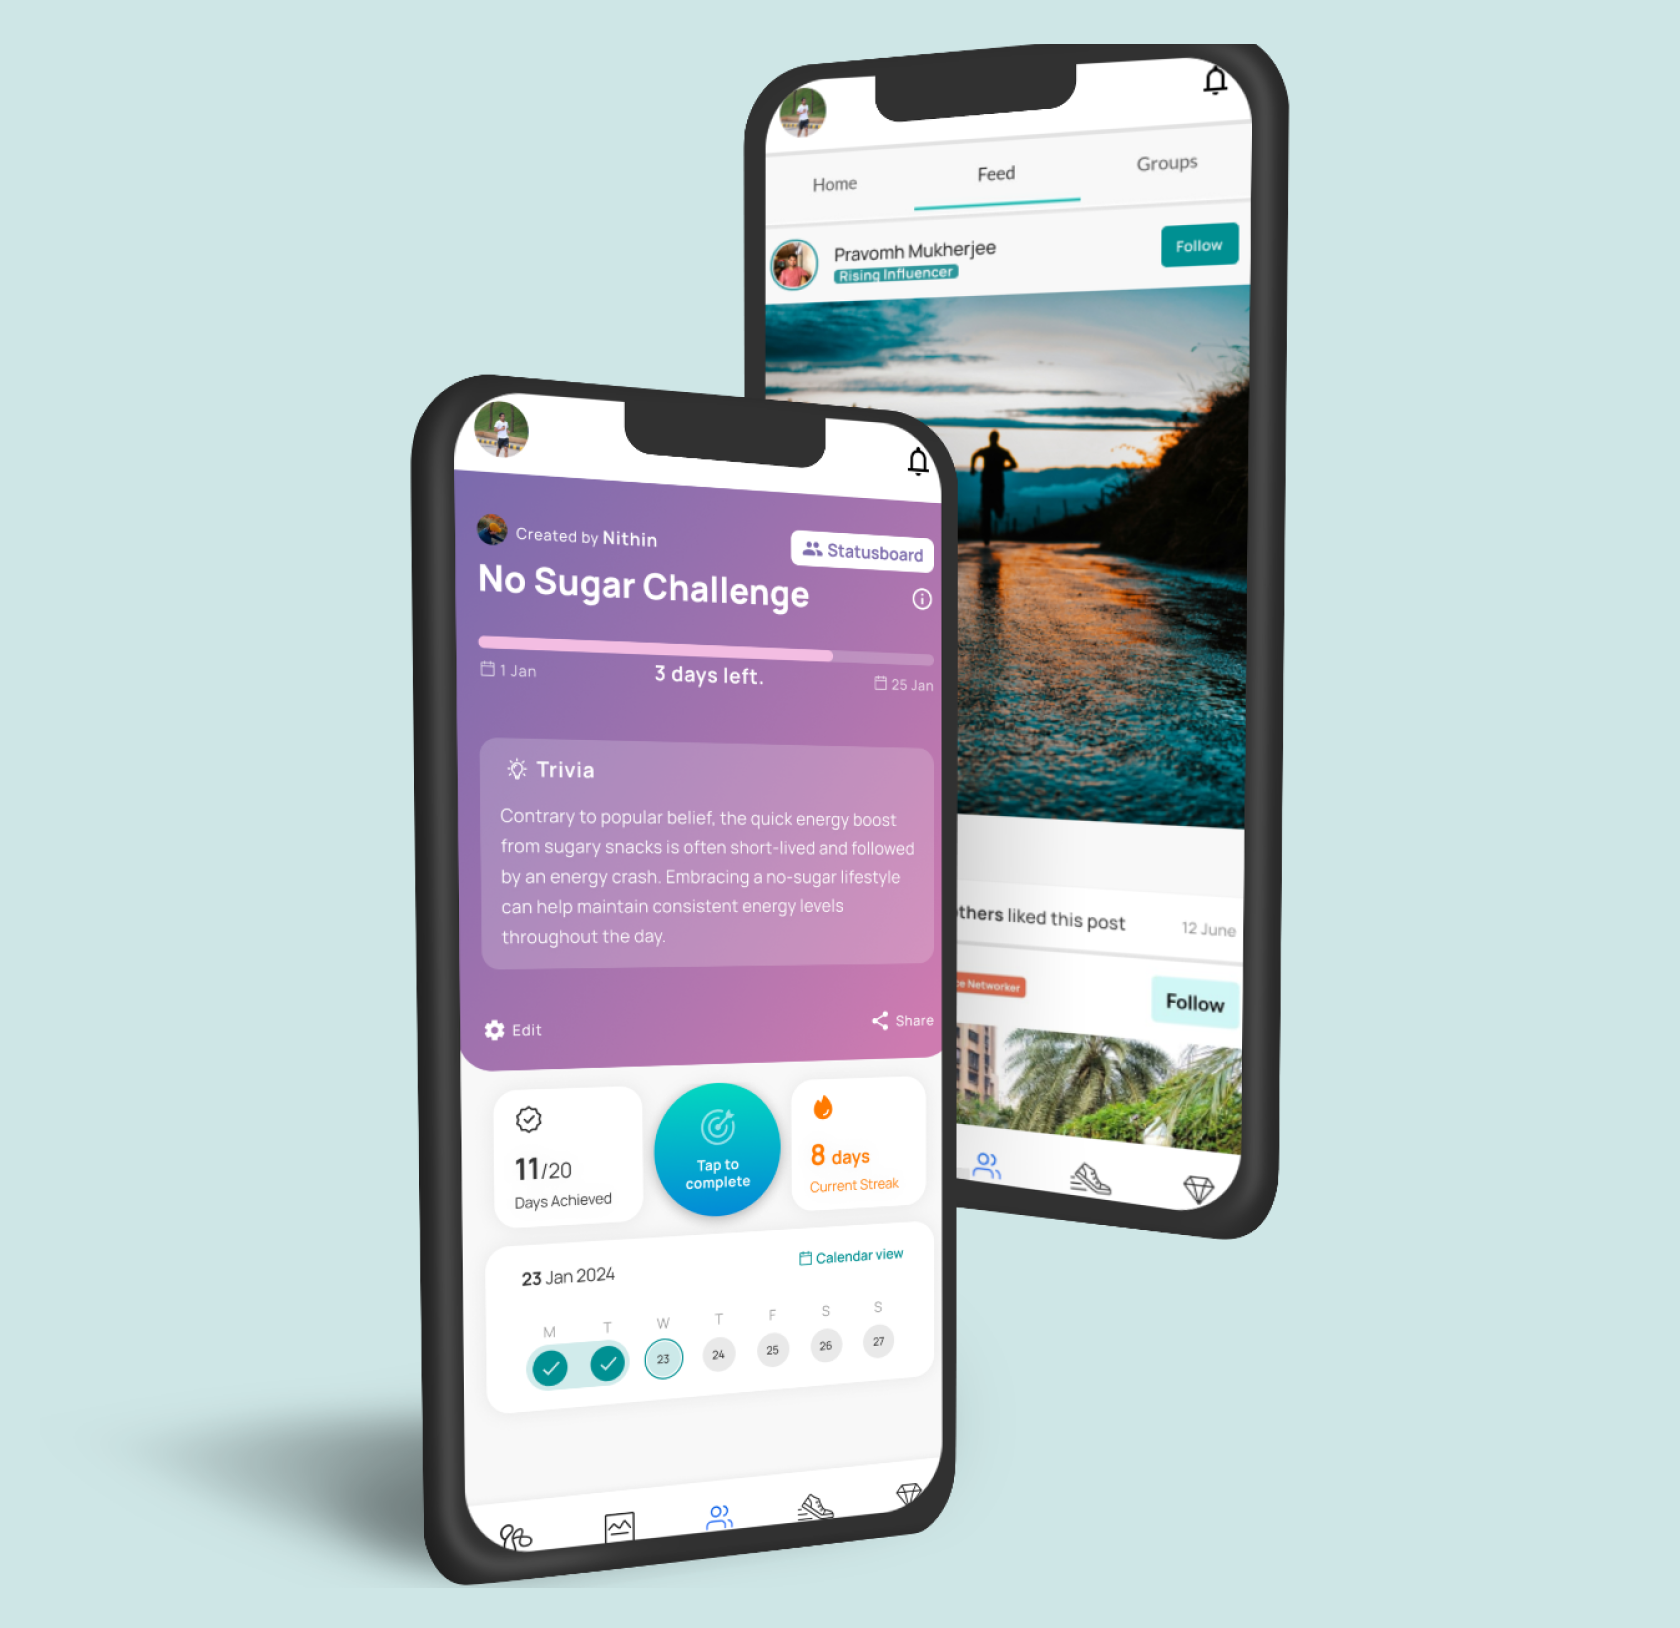 Home
Feed
Groups
Pravomh Mukherjee
Rising Influencer
Follow
thers liked this post
12 June
Networker
Follow
Created by Nithin
Statusboard
No Sugar Challenge
1 Jan
3 days left.
25 Jan
Trivia
Contrary to popular belief, the quick energy boost
from sugary snacks is often short-lived and followed
by an energy crash. Embracing a no-sugar lifestyle
can help maintain consistent energy levels
throughout the day.
Edit
Share
11/20
Days Achieved
Tap to
complete
8 days
Current Streak
23 Jan 2024
Calendar view
M T W T F S S
23 24 25 26 27